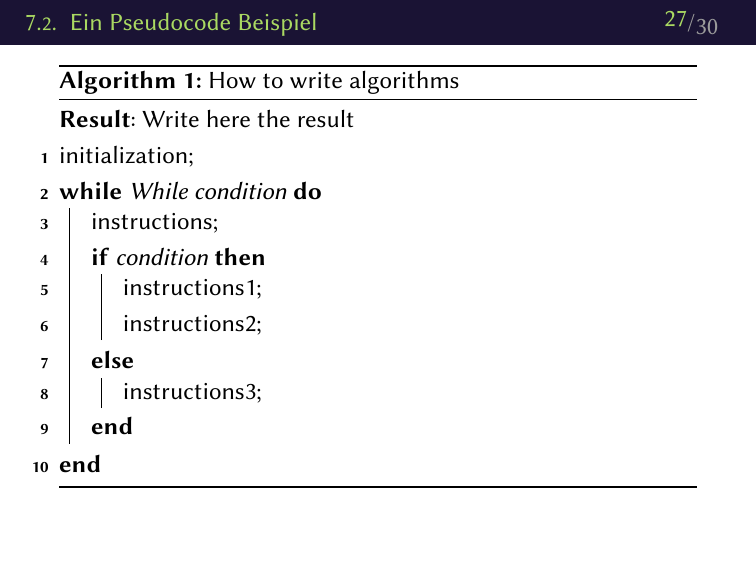 7.2. Ein Pseudocode Beispiel 27/30
Algorithm 1: How to write algorithms
Result: Write here the result
1 initialization;
2 while While condition do
3 instructions;
4 if condition then
5 instructions1;
6 instructions2;
7 else
8 instructions3;
9 end
10 end